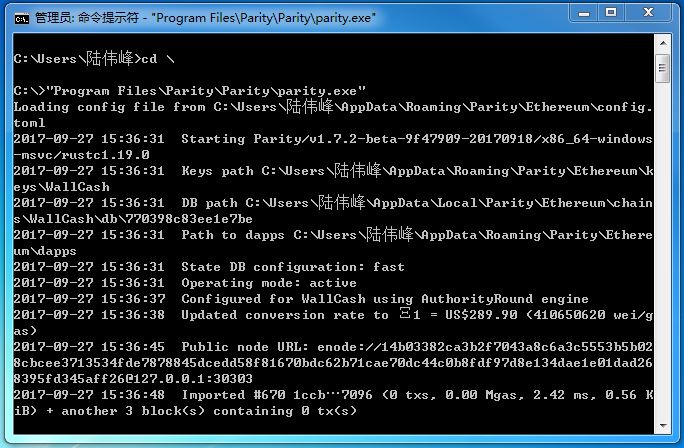 管理员: 命令提示符 - "Program Files\Parity\Parity\parity.exe"
C:\Users\陆伟峰>cd \
C:\>"Program Files\Parity\Parity\parity.exe"
Loading config file from C:\Users\陆伟峰\AppData\Roaming\Parity\Ethereum\config.
toml
2017-09-27 15:36:31  Starting Parity/v1.7.2-beta-9f47909-20170918/x86_64-windows
-msvc/rustc1.19.0
2017-09-27 15:36:31  Keys path C:\Users\陆伟峰\AppData\Roaming\Parity\Ethereum\k
eys\WallCash
2017-09-27 15:36:31  DB path C:\Users\陆伟峰\AppData\Local\Parity\Ethereum\chain
s\WallCash\db\770398c83ee1e7be
2017-09-27 15:36:31  Path to dapps C:\Users\陆伟峰\AppData\Roaming\Parity\Ethere
um\dapps
2017-09-27 15:36:31  State DB configuration: fast
2017-09-27 15:36:31  Operating mode: active
2017-09-27 15:36:37  Configured for WallCash using AuthorityRound engine
2017-09-27 15:36:38  Updated conversion rate to Ξ1 = US$289.90 (410650620 wei/g
as)
2017-09-27 15:36:45  Public node URL: enode://14b03382ca3b2f7043a8c6a3c5553b5b02
8cbcee3713534fde7878845dcedd58f81670bdc62b71cae70dc44c0b8fdf97d8e134dae1e01dad26
8395fd345aff26@127.0.0.1:30303
2017-09-27 15:36:48  Imported #670 1ccb…7096 (0 txs, 0.00 Mgas, 2.42 ms, 0.56 K
iB) + another 3 block(s) containing 0 tx(s)